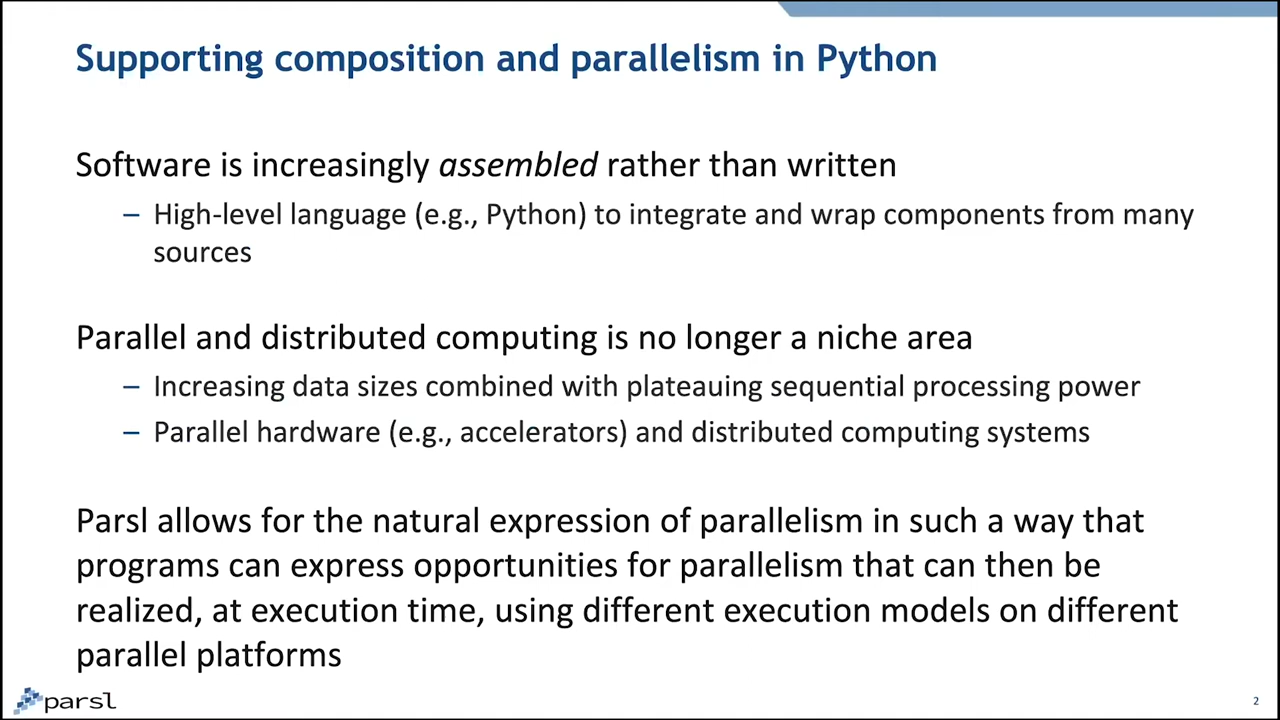 Supporting composition and parallelism in Python
Software is increasingly assembled rather than written
– High-level language (e.g., Python) to integrate and wrap components from many
sources
Parallel and distributed computing is no longer a niche area
– Increasing data sizes combined with plateauing sequential processing power
– Parallel hardware (e.g., accelerators) and distributed computing systems
Parsl allows for the natural expression of parallelism in such a way that
programs can express opportunities for parallelism that can then be
realized, at execution time, using different execution models on different
parallel platforms
parsl
2